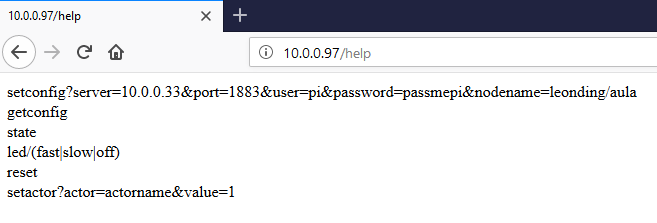 10.0.0.97/help
10.0.0.97/help
setconfig?server=10.0.0.33&port=1883&user=pi&password=passmepi&nodename=leonding/aula
getconfig
state
led/(fast|slow|off)
reset
setactor?actor=actorname&value=1